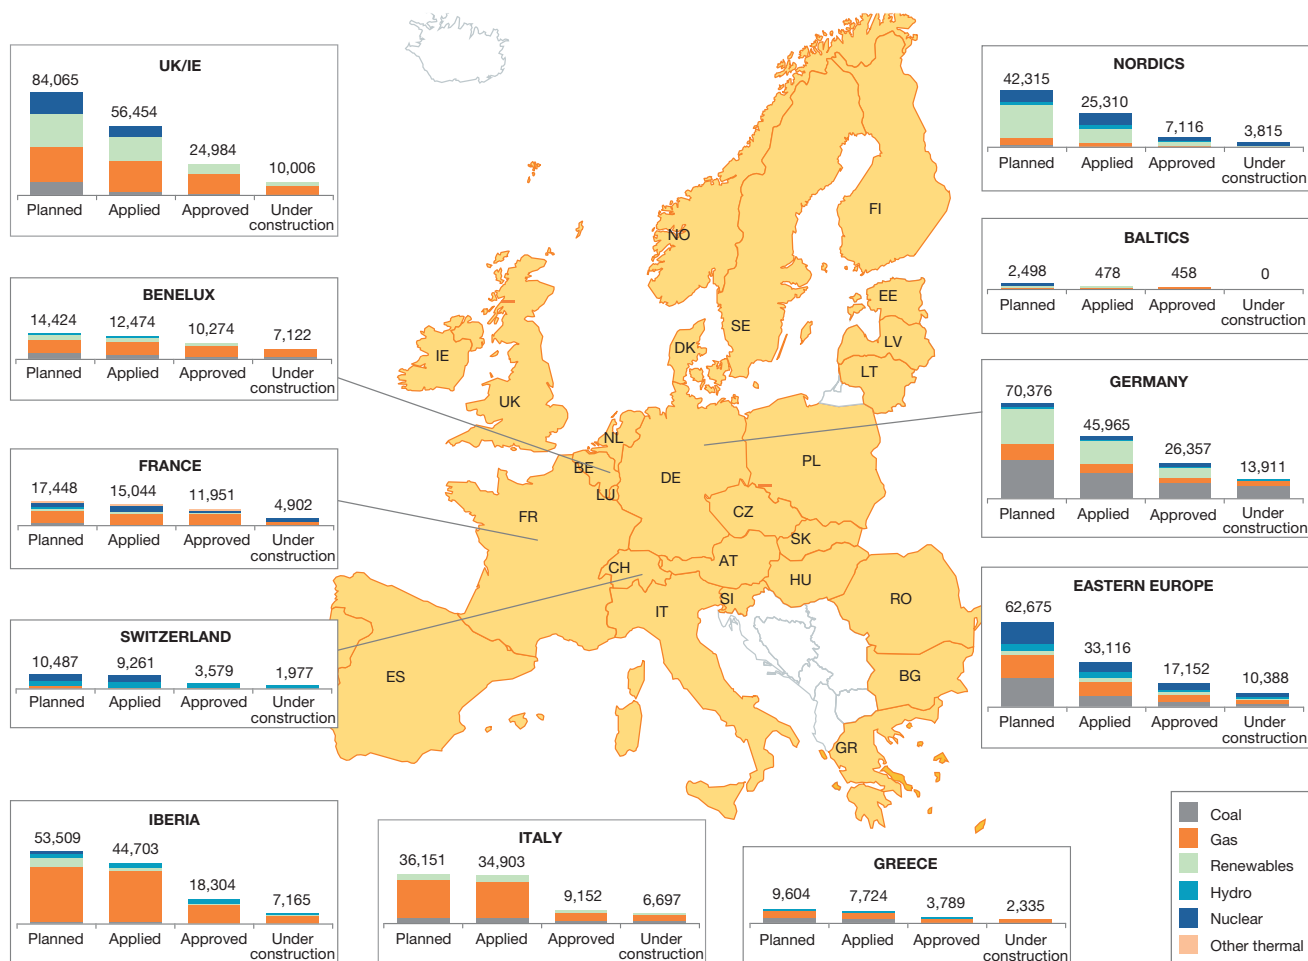 UK/IE
84,065
56,454
24,984
10,006
Planned
Applied
Approved
Under
construction
BENELUX
14,424
12,474
10,274
7,122
Planned
Applied
Approved
Under
construction
FRANCE
17,448
15,044
11,951
4,902
Planned
Applied
Approved
Under
construction
SWITZERLAND
10,487
9,261
3,579
1,977
Planned
Applied
Approved
Under
construction
IBERIA
53,509
44,703
18,304
7,165
Planned
Applied
Approved
Under
construction
ITALY
36,151
34,903
9,152
6,697
Planned
Applied
Approved
Under
construction
GREECE
9,604
7,724
3,789
2,335
Planned
Applied
Approved
Under
construction
NORDICS
42,315
25,310
7,116
3,815
Planned
Applied
Approved
Under
construction
BALTICS
2,498
478
458
0
Planned
Applied
Approved
Under
construction
GERMANY
70,376
45,965
26,357
13,911
Planned
Applied
Approved
Under
construction
EASTERN EUROPE
62,675
33,116
17,152
10,388
Planned
Applied
Approved
Under
construction
FI
NO
SE
EE
LV
LT
DK
IE
UK
NL
BE
LU
DE
PL
CZ
SK
FR
CH
AT
HU
SI
IT
RO
BG
ES
GR
Coal
Gas
Renewables
Hydro
Nuclear
Other thermal